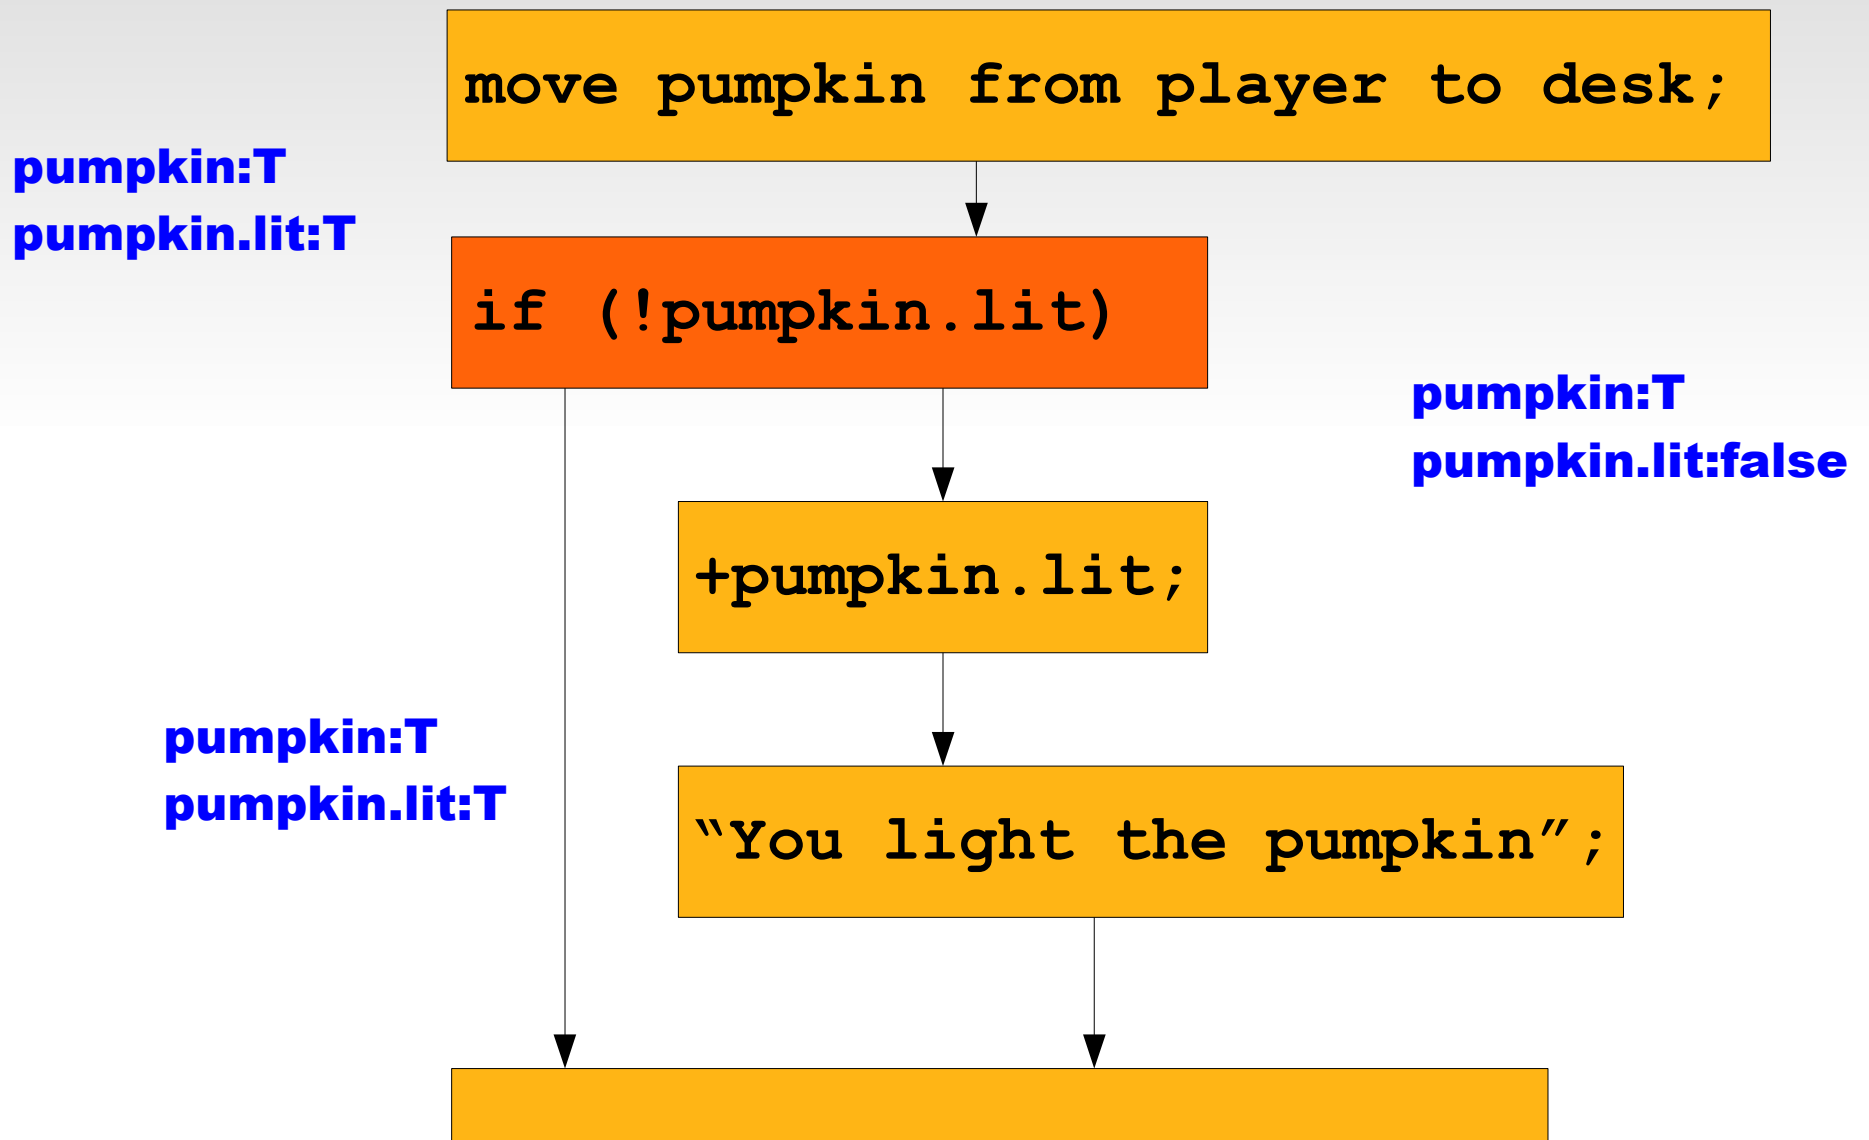 move pumpkin from player to desk;
pumpkin:T
pumpkin.lit:T
if (!pumpkin.lit)
pumpkin:T
pumpkin.lit:false
+pumpkin.lit;
pumpkin:T
pumpkin.lit:T
“You light the pumpkin”;